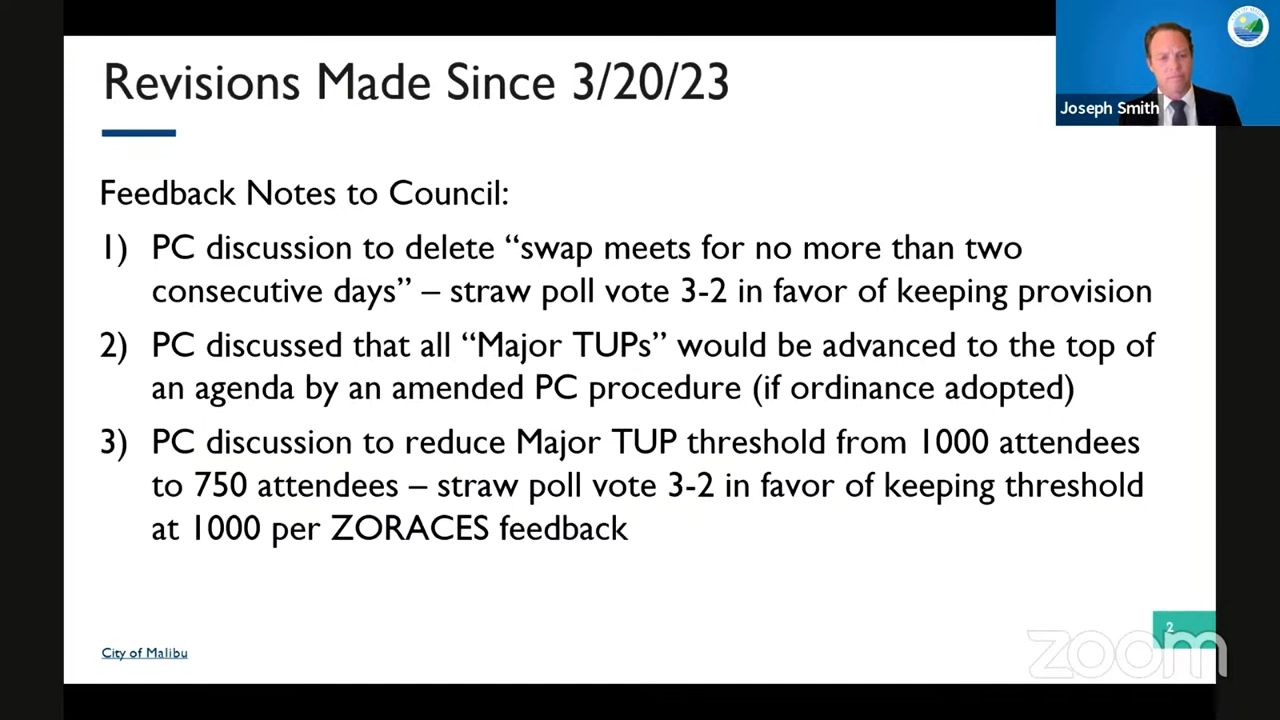 Revisions Made Since 3/20/23
Joseph Smith
Feedback Notes to Council:
1) PC discussion to delete “swap meets for no more than two
consecutive days” – straw poll vote 3-2 in favor of keeping provision
2) PC discussed that all “Major TUPs” would be advanced to the top of
an agenda by an amended PC procedure (if ordinance adopted)
3) PC discussion to reduce Major TUP threshold from 1000 attendees
to 750 attendees – straw poll vote 3-2 in favor of keeping threshold
at 1000 per ZORACES feedback
2
City of Malibu
zoom